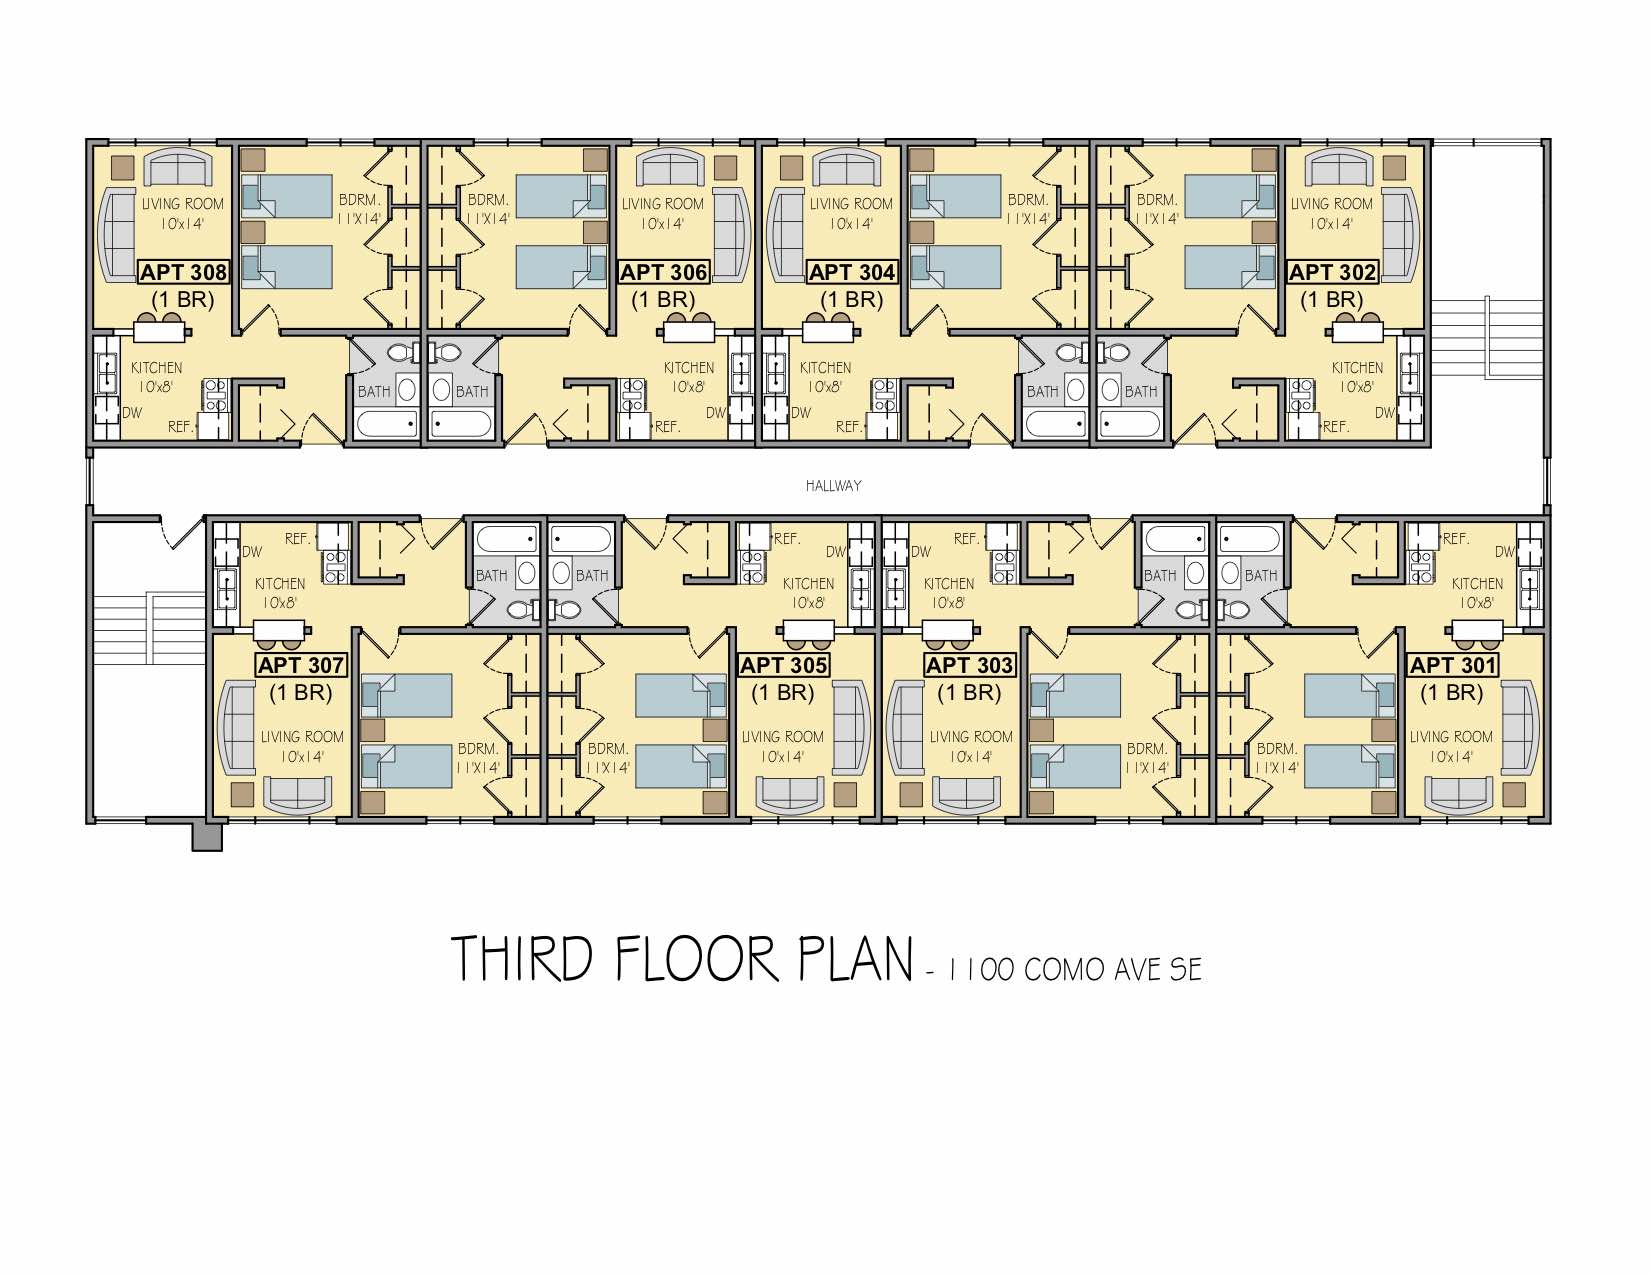 LIVING ROOM
10'x14'
BDRM.
11'X14'
BDRM.
11'X14'
LIVING ROOM
10'x14'
LIVING ROOM
10'x14'
BDRM.
11'X14'
BDRM.
11'X14'
LIVING ROOM
10'x14'
APT 308
(1 BR)
APT 306
(1 BR)
APT 304
(1 BR)
APT 302
(1 BR)
KITCHEN
10'x8'
DW
REF.
BATH
BATH
KITCHEN
10'x8'
DW
REF.
KITCHEN
10'x8'
DW
REF.
BATH
BATH
KITCHEN
10'x8'
DW
REF.
HALLWAY
DW
REF.
KITCHEN
10'x8'
BATH
BATH
REF.
DW
KITCHEN
10'x8'
DW
REF.
KITCHEN
10'x8'
BATH
BATH
REF.
DW
KITCHEN
10'x8'
APT 307
(1 BR)
APT 305
(1 BR)
APT 303
(1 BR)
APT 301
(1 BR)
LIVING ROOM
10'x14'
BDRM.
11'X14'
BDRM.
11'X14'
LIVING ROOM
10'x14'
LIVING ROOM
10'x14'
BDRM.
11'X14'
BDRM.
11'X14'
LIVING ROOM
10'x14'
THIRD FLOOR PLAN - 1100 COMO AVE SE